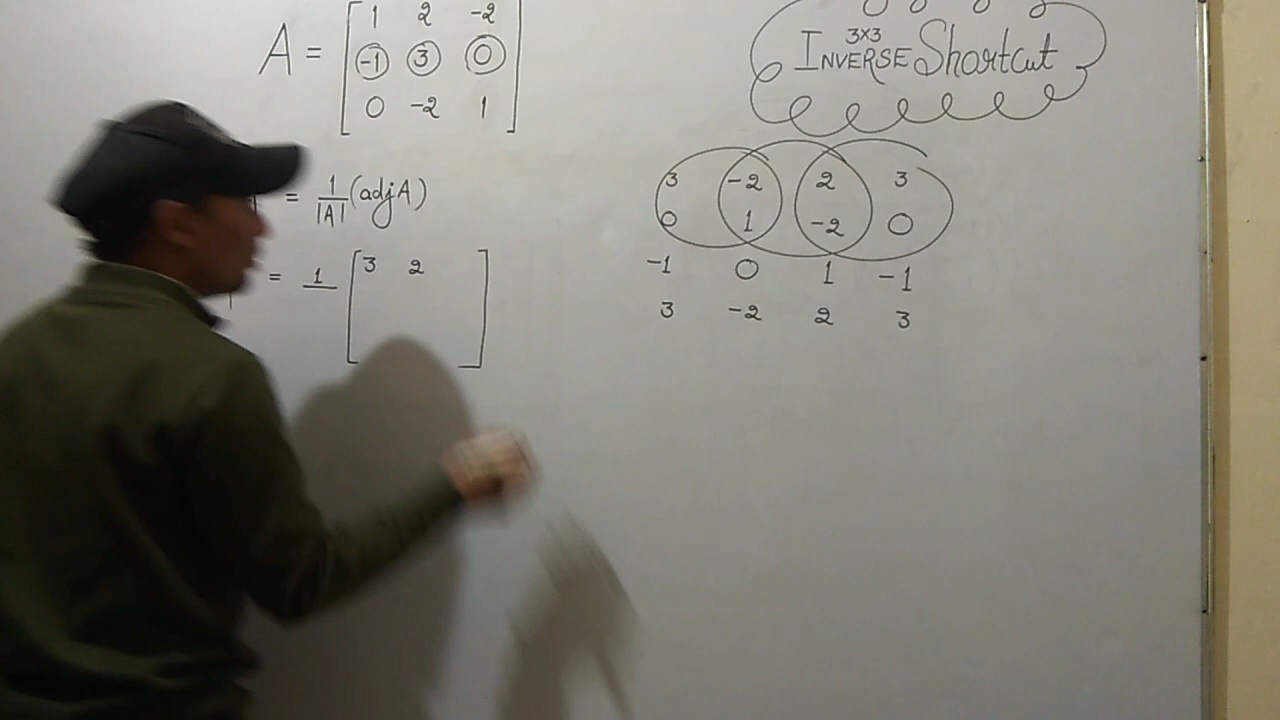 A = [ 1 2 -2
-1 3 0
0 -2 1 ]
= 1/|A| (adj A)
= 1 [ 3 2 ]
3×3
INVERSE Shortcut
3 -2 2 3
0 1 -2 0
-1 0 1 -1
3 -2 2 3